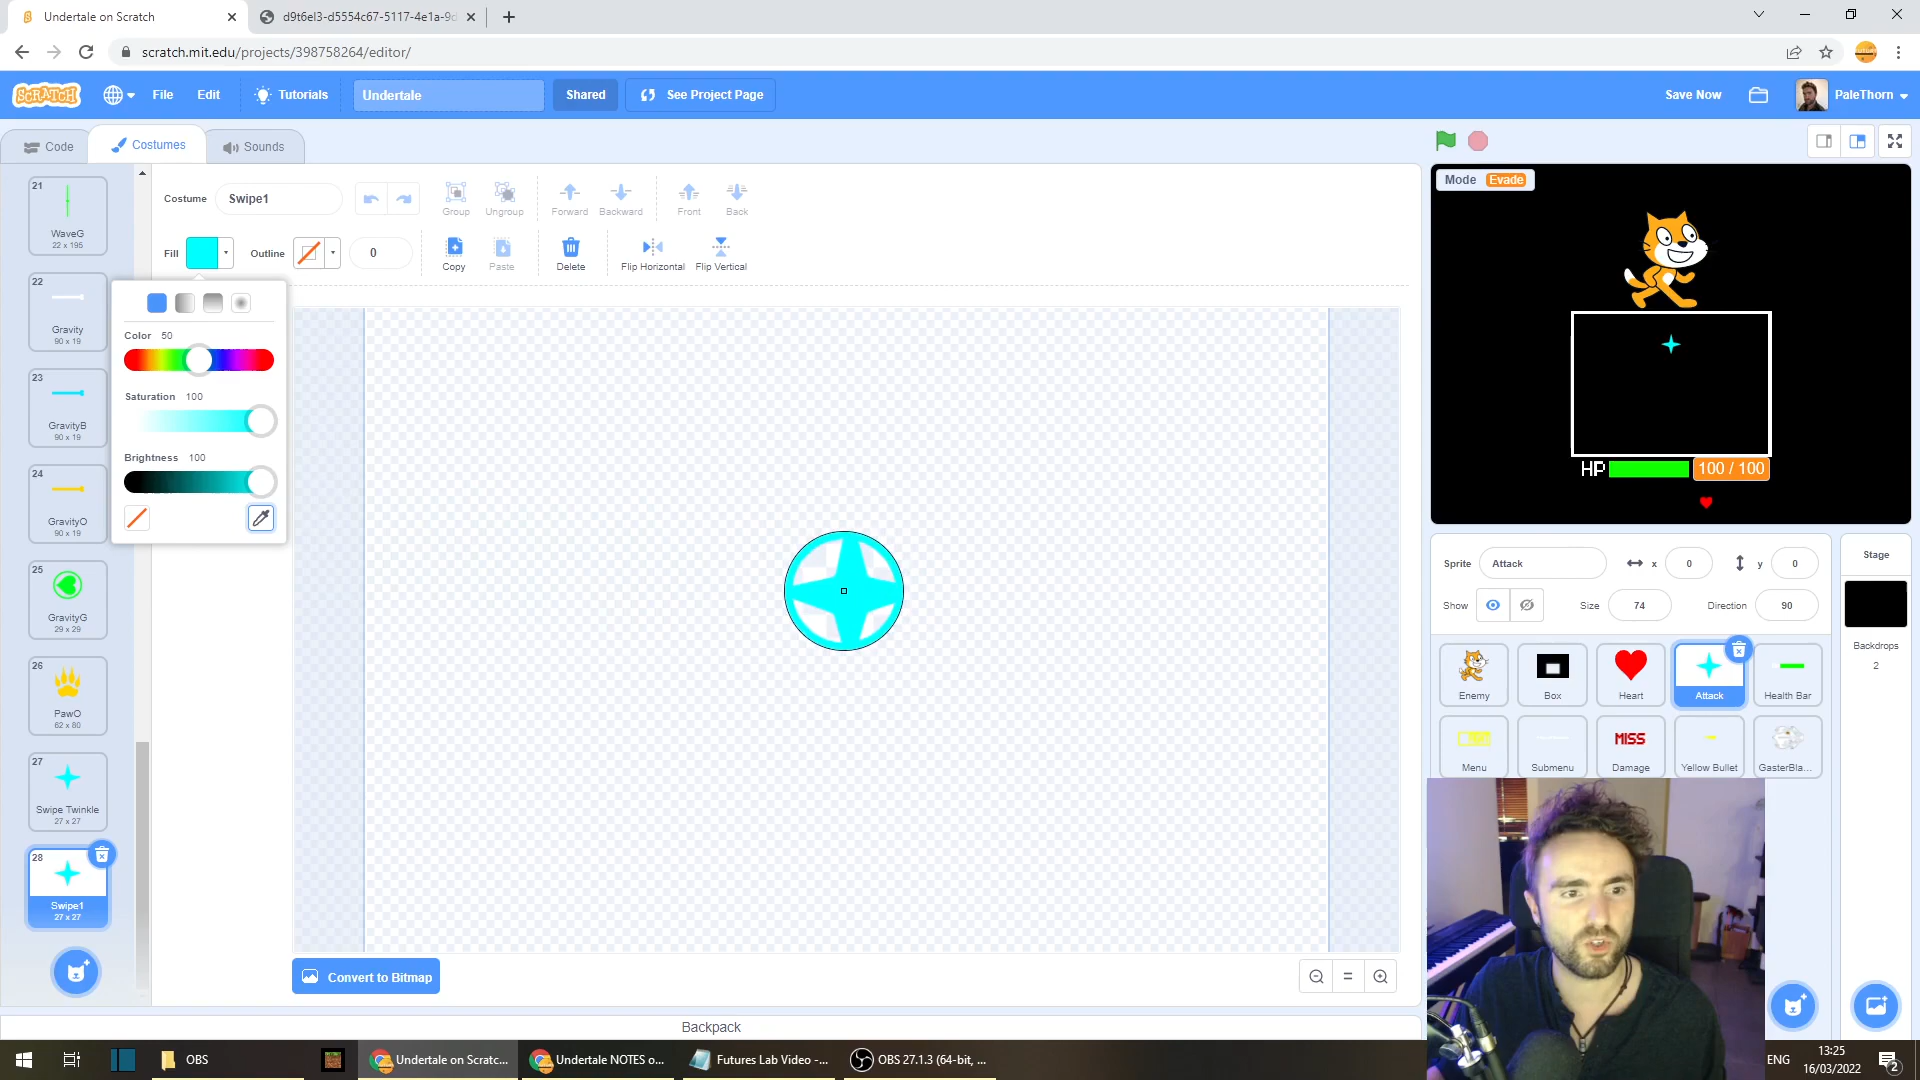 Undertale on Scratch
d9t6el3-d5554c67-5117-4e1a-9d
scratch.mit.edu/projects/398758264/editor/
SCRATCH
File
Edit
Tutorials
Undertale
Shared
See Project Page
Save Now
PaleThorn
Code
Costumes
Sounds
21
WaveG
22 x 195
22
Gravity
90 x 19
23
GravityB
90 x 19
24
GravityO
90 x 19
25
GravityG
29 x 29
26
PawO
62 x 80
27
Swipe Twinkle
27 x 27
28
Swipe1
27 x 27
Costume
Swipe1
Group
Ungroup
Forward
Backward
Front
Back
Fill
Outline
0
Copy
Paste
Delete
Flip Horizontal
Flip Vertical
Color 50
Saturation 100
Brightness 100
Convert to Bitmap
Backpack
Mode Evade
HP
100 / 100
Sprite
Attack
x
0
y
0
Show
Size
74
Direction
90
Enemy
Box
Heart
Attack
Health Bar
Menu
Submenu
MISS
Damage
Yellow Bullet
GasterBla...
Stage
Backdrops
2
OBS
Undertale on Scratc...
Undertale NOTES o...
Futures Lab Video -...
OBS 27.1.3 (64-bit, ...
ENG
13:25
16/03/2022
2